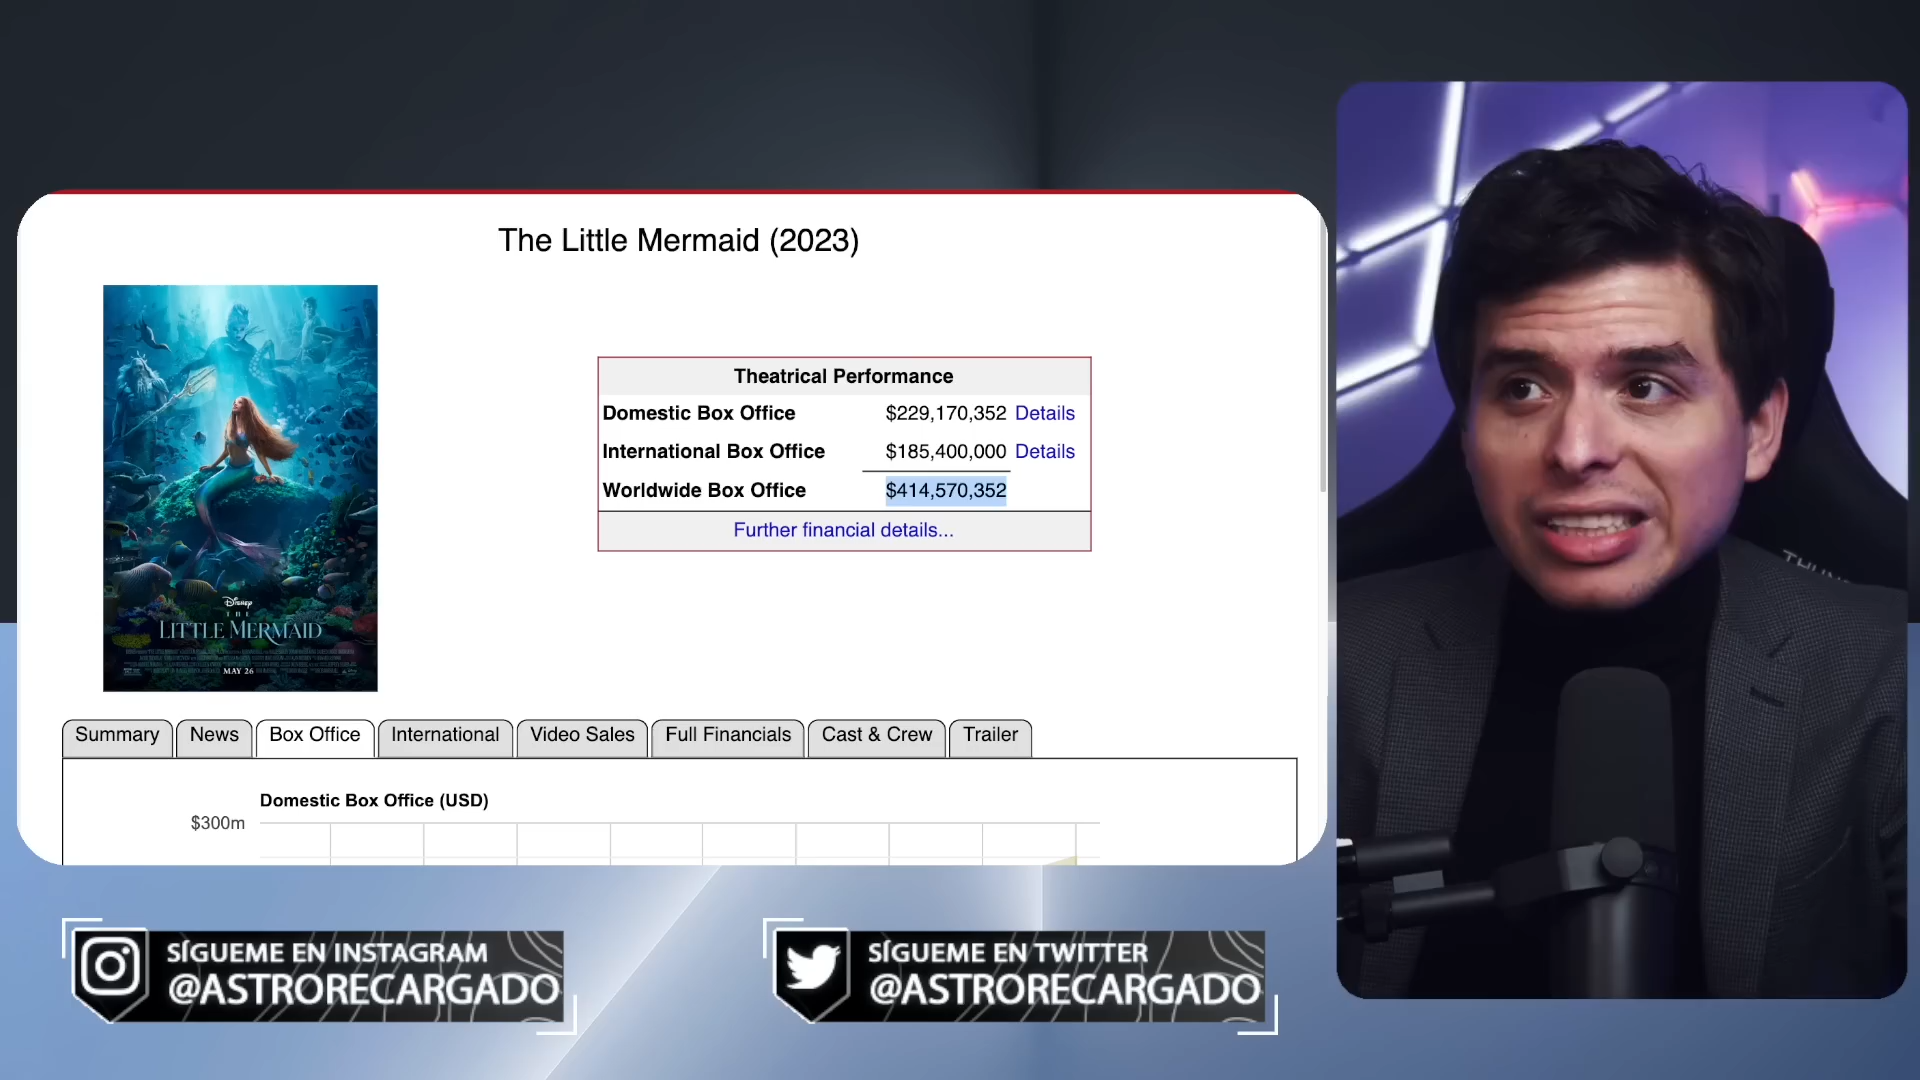 The Little Mermaid (2023)
Disney
THE
LITTLE MERMAID
MAY 26
Theatrical Performance
Domestic Box Office $229,170,352 Details
International Box Office $185,400,000 Details
Worldwide Box Office $414,570,352
Further financial details...
Summary News Box Office International Video Sales Full Financials Cast & Crew Trailer
Domestic Box Office (USD)
$300m
SÍGUEME EN INSTAGRAM
@ASTRORECARGADO
SÍGUEME EN TWITTER
@ASTRORECARGADO